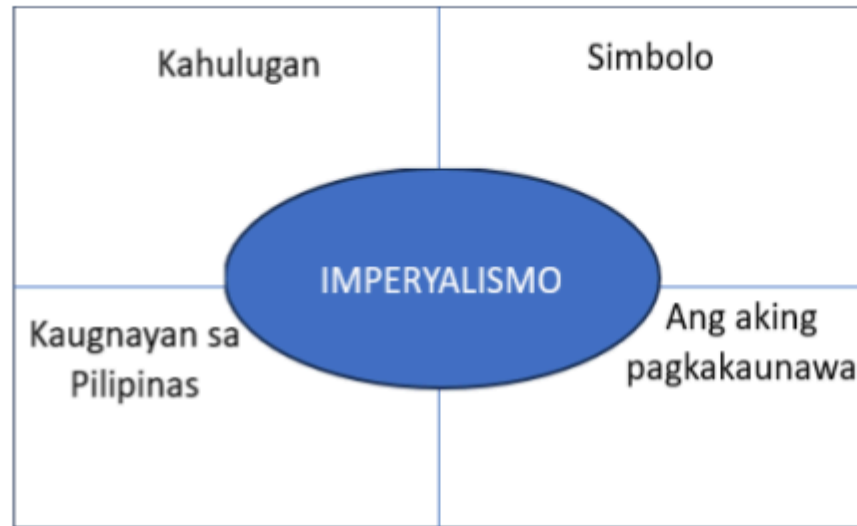 Kahulugan
Simbolo
IMPERYALISMO
Kaugnayan sa
Pilipinas
Ang aking
pagkakaunawa